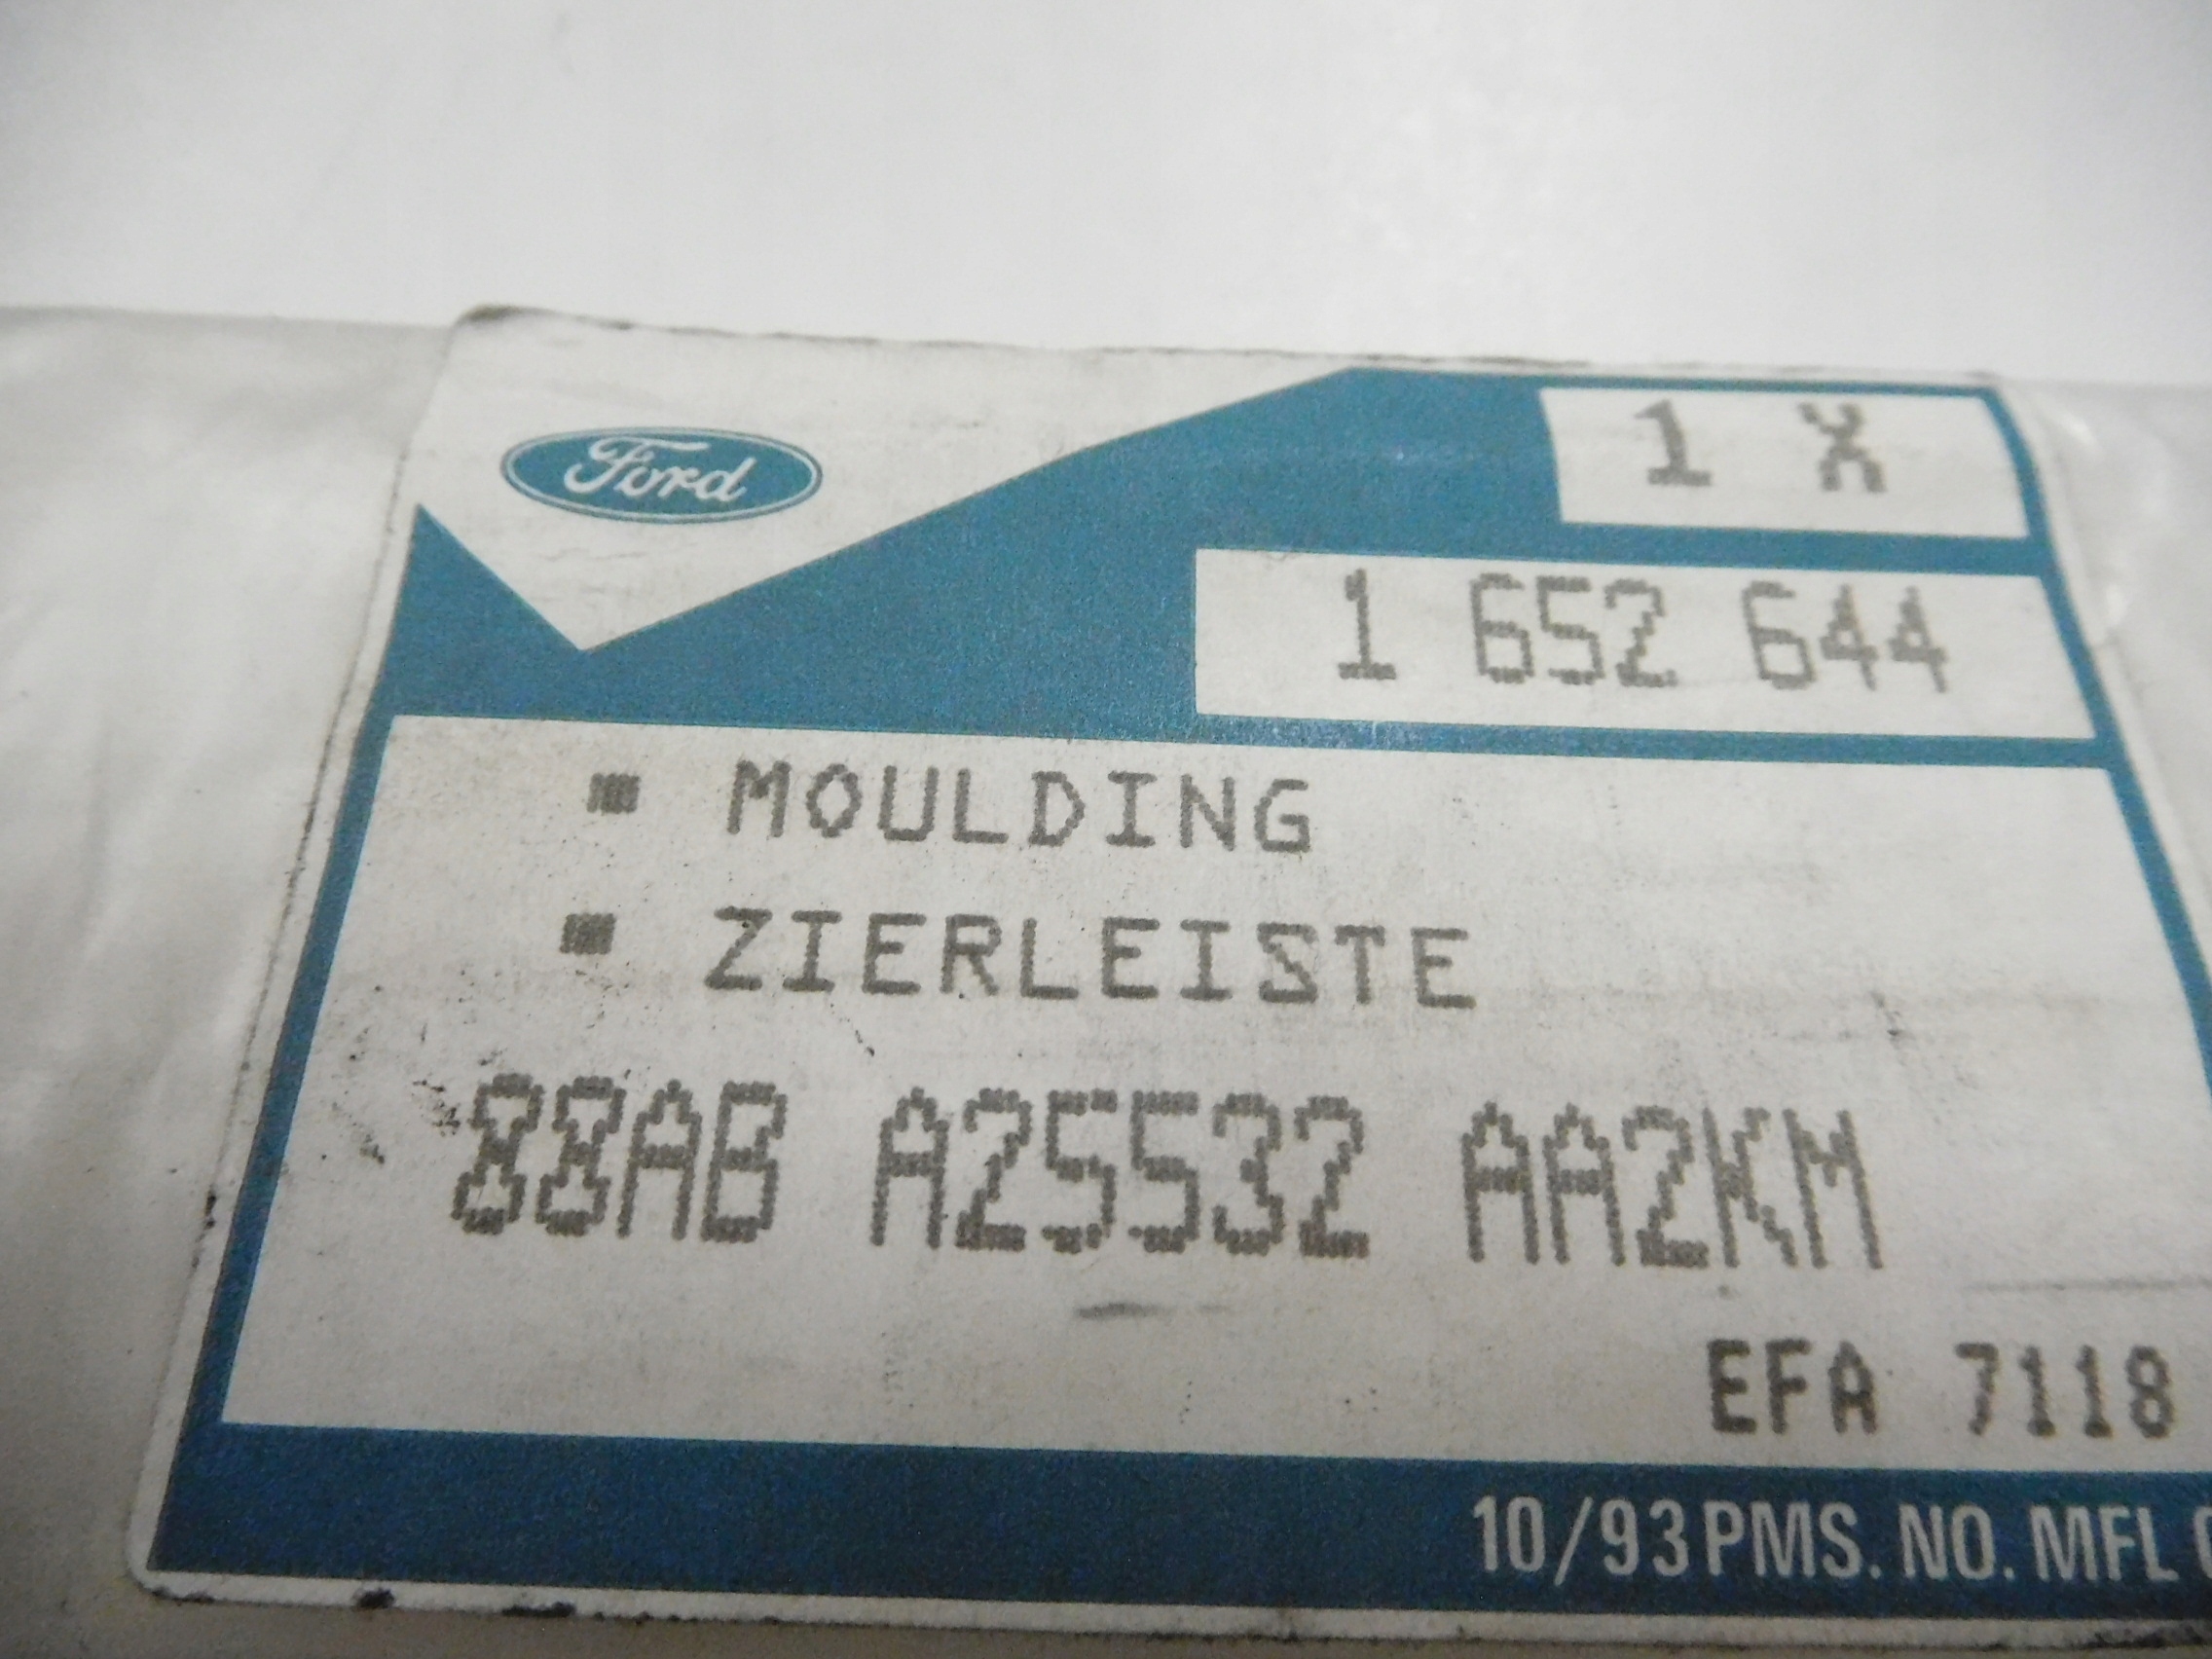 Ford
1 X
1 652 644
MOULDING
ZIERLEISTE
88AB A25532 AA2KM
EFA 7118
10/93 PMS. NO. MFL